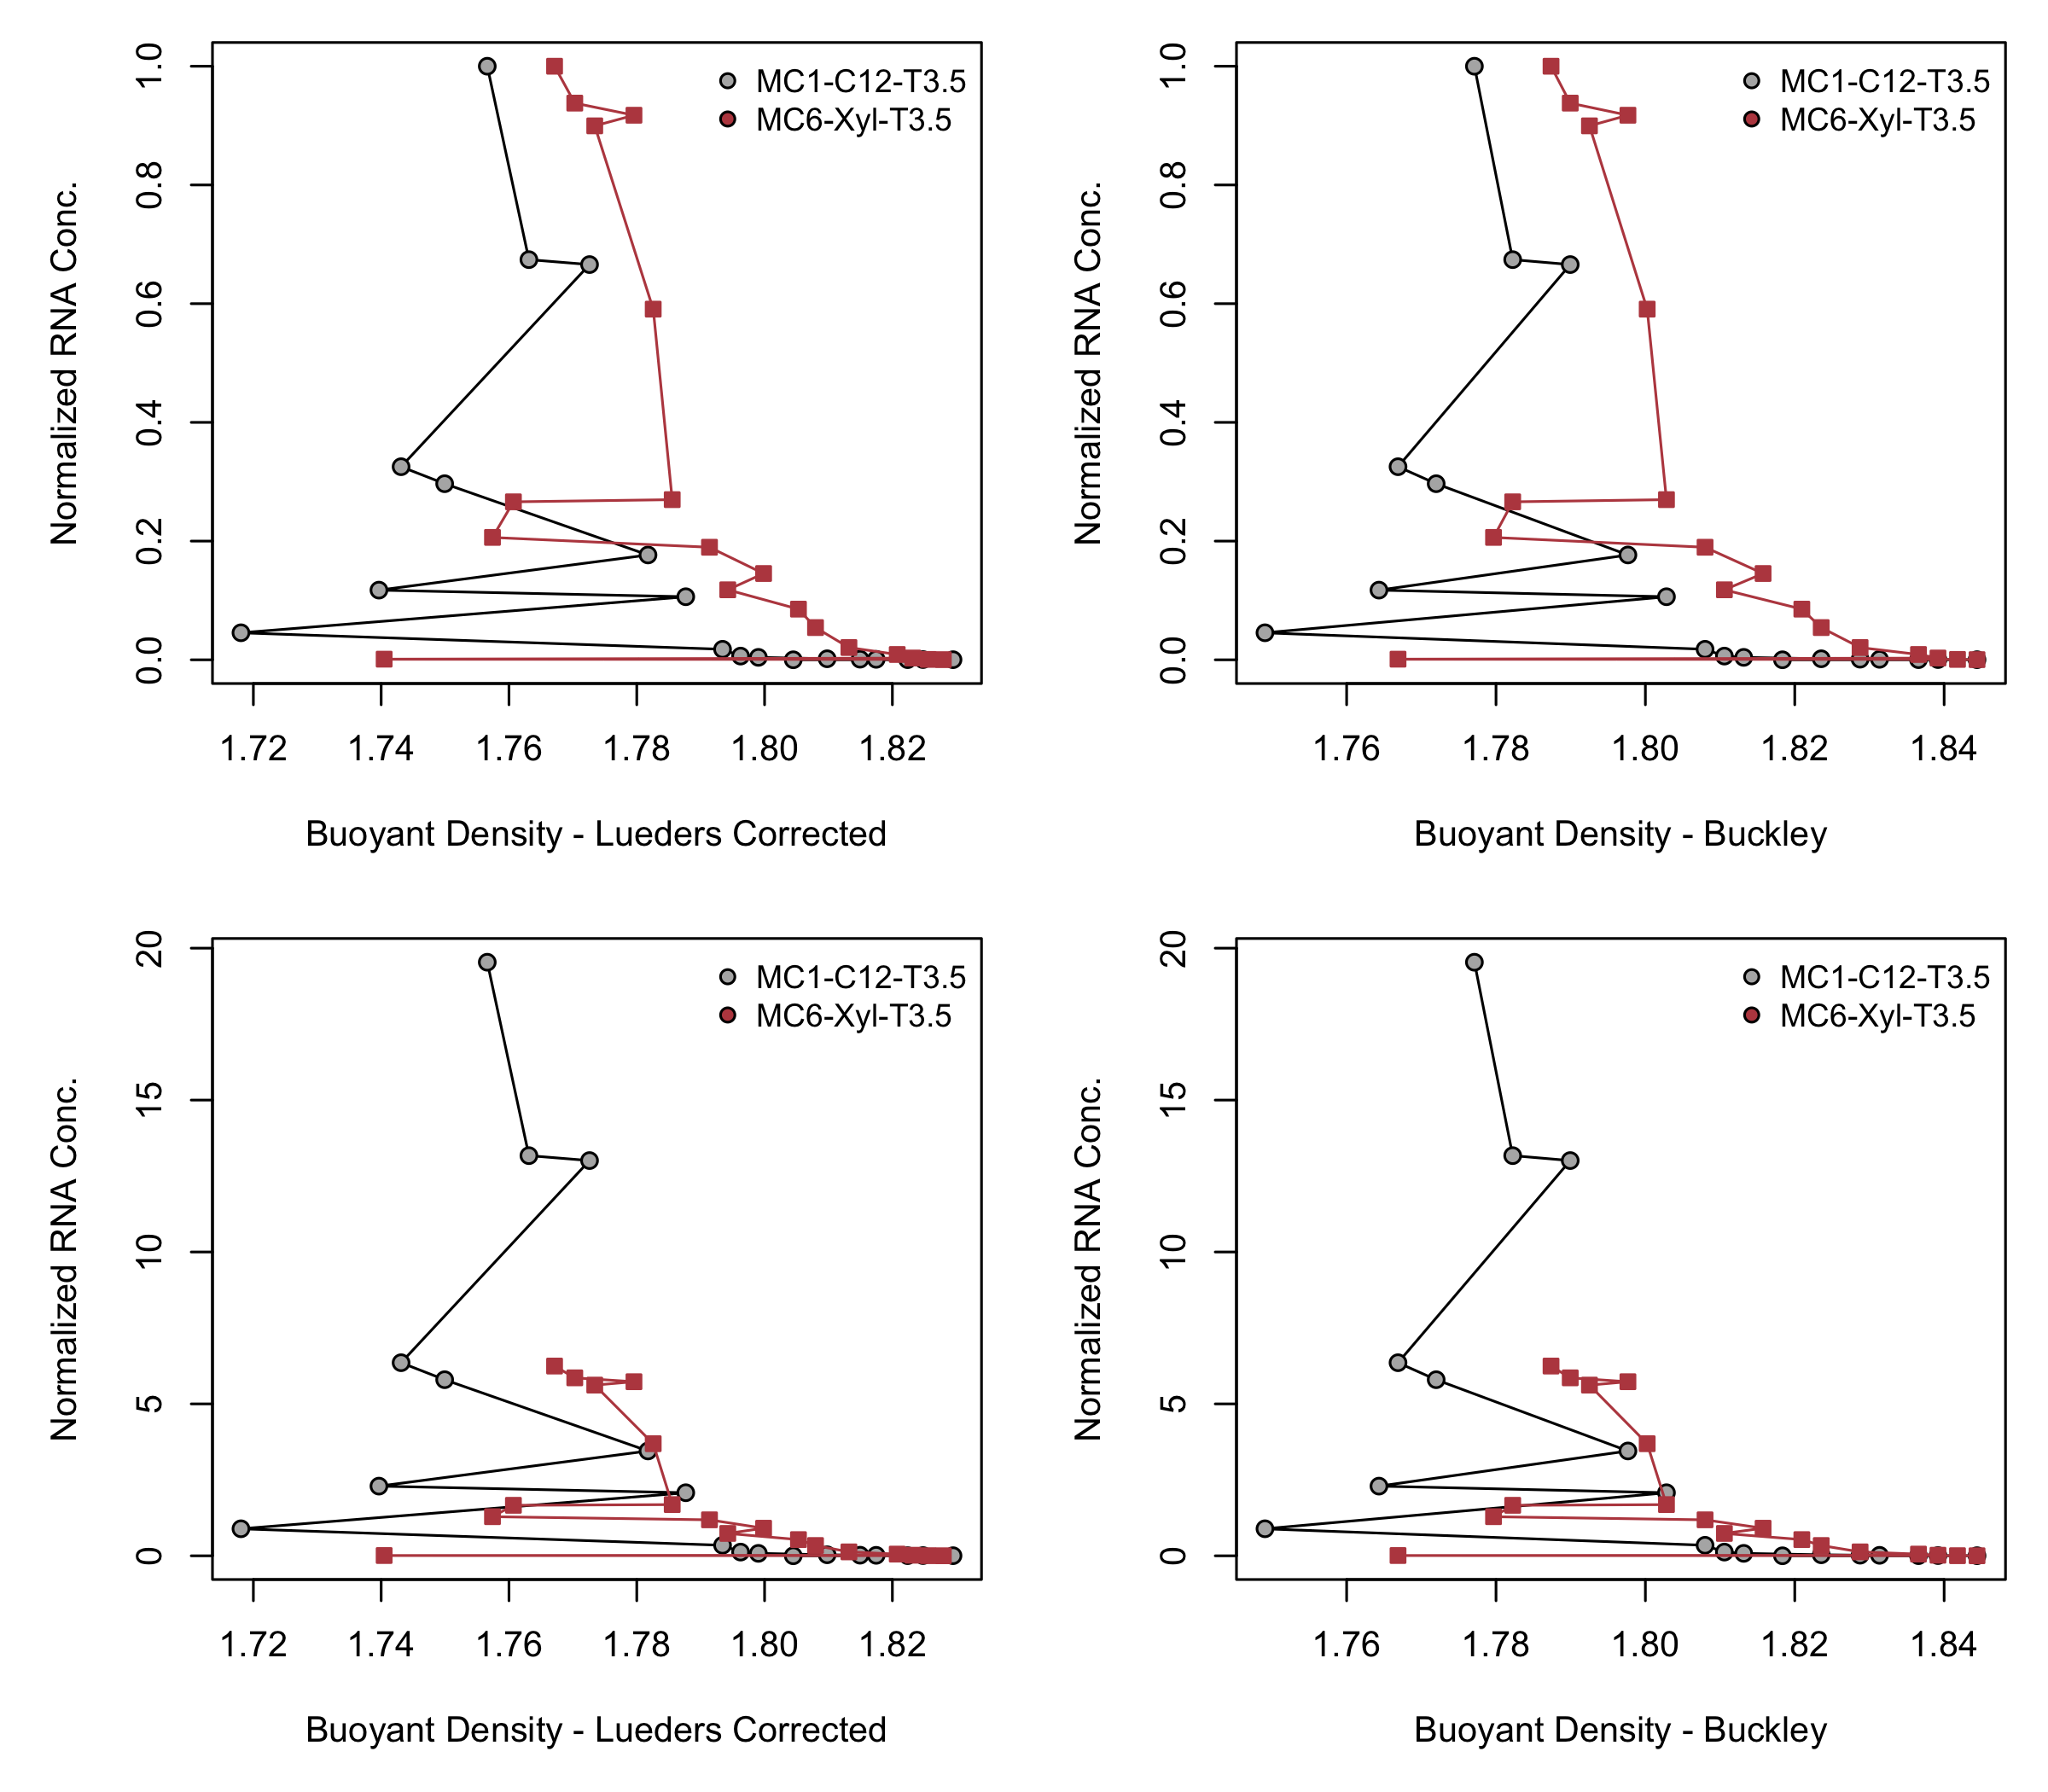 Normalized RNA Conc.
1.0
0.8
0.6
0.4
0.2
0.0
MC1-C12-T3.5
MC6-Xyl-T3.5
1.72 1.74 1.76 1.78 1.80 1.82
Buoyant Density - Lueders Corrected
Normalized RNA Conc.
1.0
0.8
0.6
0.4
0.2
0.0
MC1-C12-T3.5
MC6-Xyl-T3.5
1.76 1.78 1.80 1.82 1.84
Buoyant Density - Buckley
Normalized RNA Conc.
20
15
10
5
0
MC1-C12-T3.5
MC6-Xyl-T3.5
1.72 1.74 1.76 1.78 1.80 1.82
Buoyant Density - Lueders Corrected
Normalized RNA Conc.
20
15
10
5
0
MC1-C12-T3.5
MC6-Xyl-T3.5
1.76 1.78 1.80 1.82 1.84
Buoyant Density - Buckley